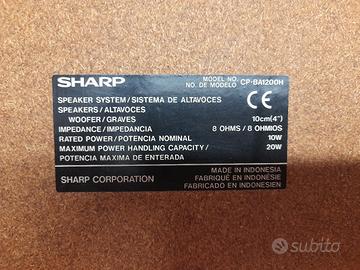 SHARP
MODEL NO.
NO. DE MODELO CP-BA1200H
SPEAKER SYSTEM/SISTEMA DE ALTAVOCES
SPEAKERS/ALTAVOCES
WOOFER/GRAVES 10cm(4")
IMPEDANCE/IMPEDANCIA 8 OHMS/8 OHMIOS
RATED POWER/POTENCIA NOMINAL 10W
MAXIMUM POWER HANDLING CAPACITY/ 20W
POTENCIA MAXIMA DE ENTERADA
CE
SHARP CORPORATION
MADE IN INDONESIA
FABRIQUÉ EN INDONÉSIE
FABRICADO EN INDONESIEN
subito